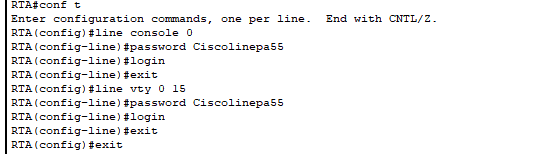 RTA#conf t
Enter configuration commands, one per line.  End with CNTL/Z.
RTA(config)#line console 0
RTA(config-line)#password Ciscolinepa55
RTA(config-line)#login
RTA(config-line)#exit
RTA(config)#line vty 0 15
RTA(config-line)#password Ciscolinepa55
RTA(config-line)#login
RTA(config-line)#exit
RTA(config)#exit